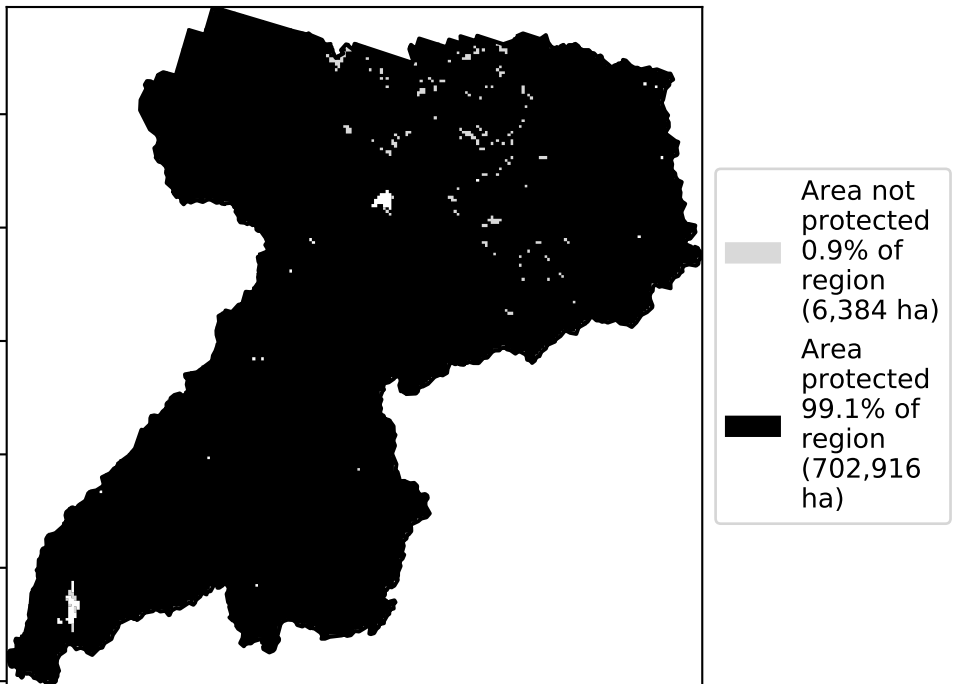 Area not
protected
0.9% of
region
(6,384 ha)
Area
protected
99.1% of
region
(702,916
ha)